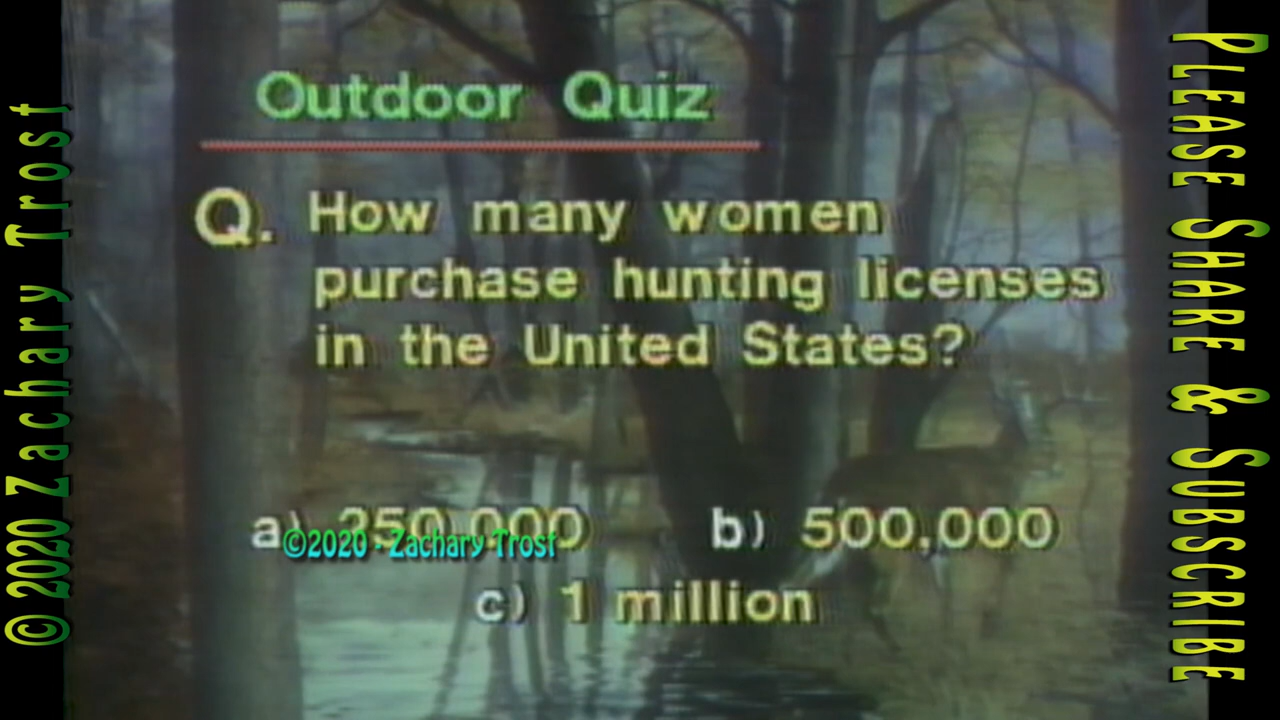 Outdoor Quiz
Q. How many women
purchase hunting licenses
in the United States?
a) 250,000 b) 500,000
©2020 - Zachary Trost
c) 1 million
© 2020 Zachary Trost
PLEASE SHARE & SUBSCRIBE